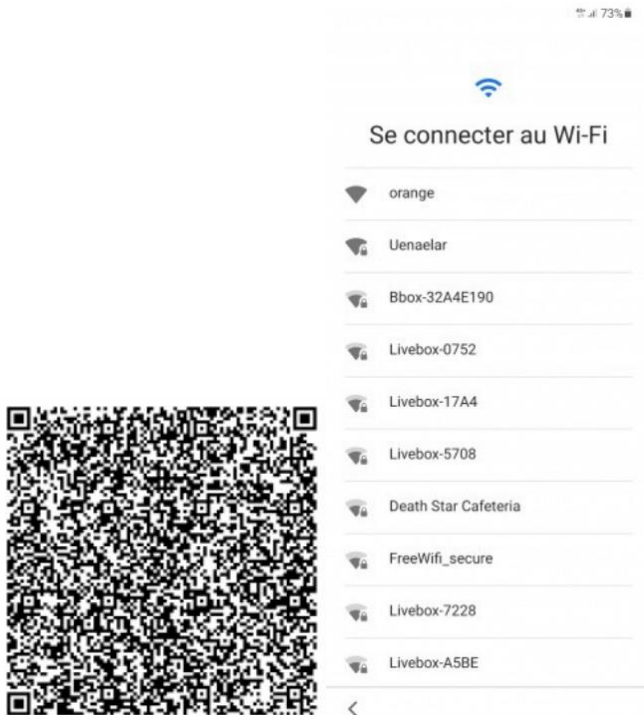 73%
Se connecter au Wi-Fi
orange
Uenaelar
Bbox-32A4E190
Livebox-0752
Livebox-17A4
Livebox-5708
Death Star Cafeteria
FreeWifi_secure
Livebox-7228
Livebox-A5BE